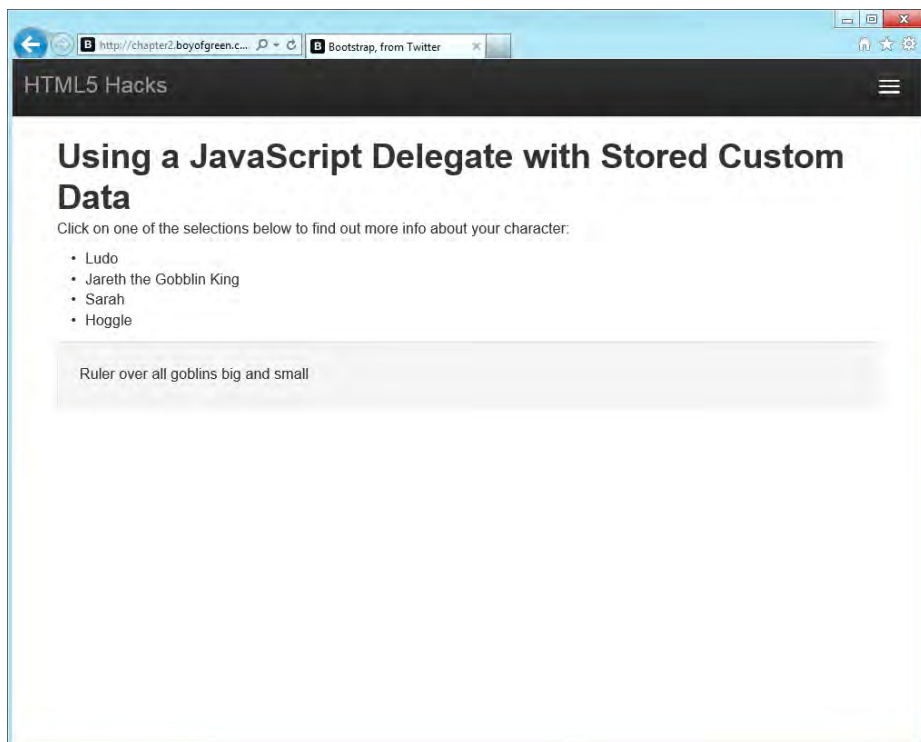 B http://chapter2.boyofgreen.c...
B Bootstrap, from Twitter
HTML5 Hacks
Using a JavaScript Delegate with Stored Custom
Data
Click on one of the selections below to find out more info about your character:
• Ludo
• Jareth the Gobblin King
• Sarah
• Hoggle
Ruler over all goblins big and small